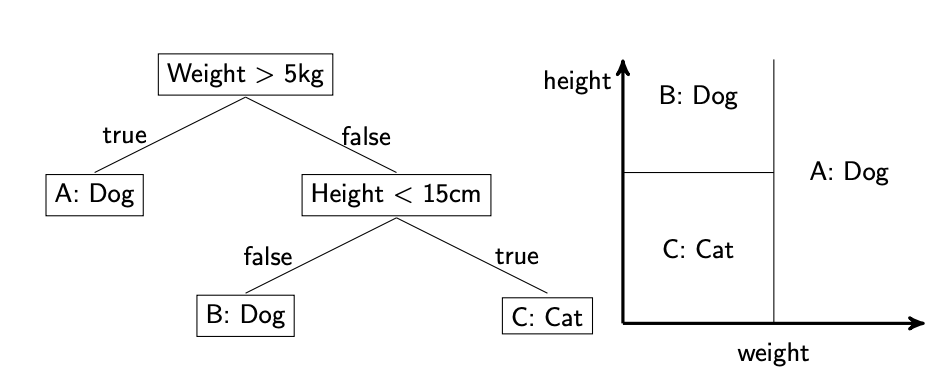 Weight > 5kg
true
false
A: Dog
Height < 15cm
false
true
B: Dog
C: Cat
height
B: Dog
A: Dog
C: Cat
weight